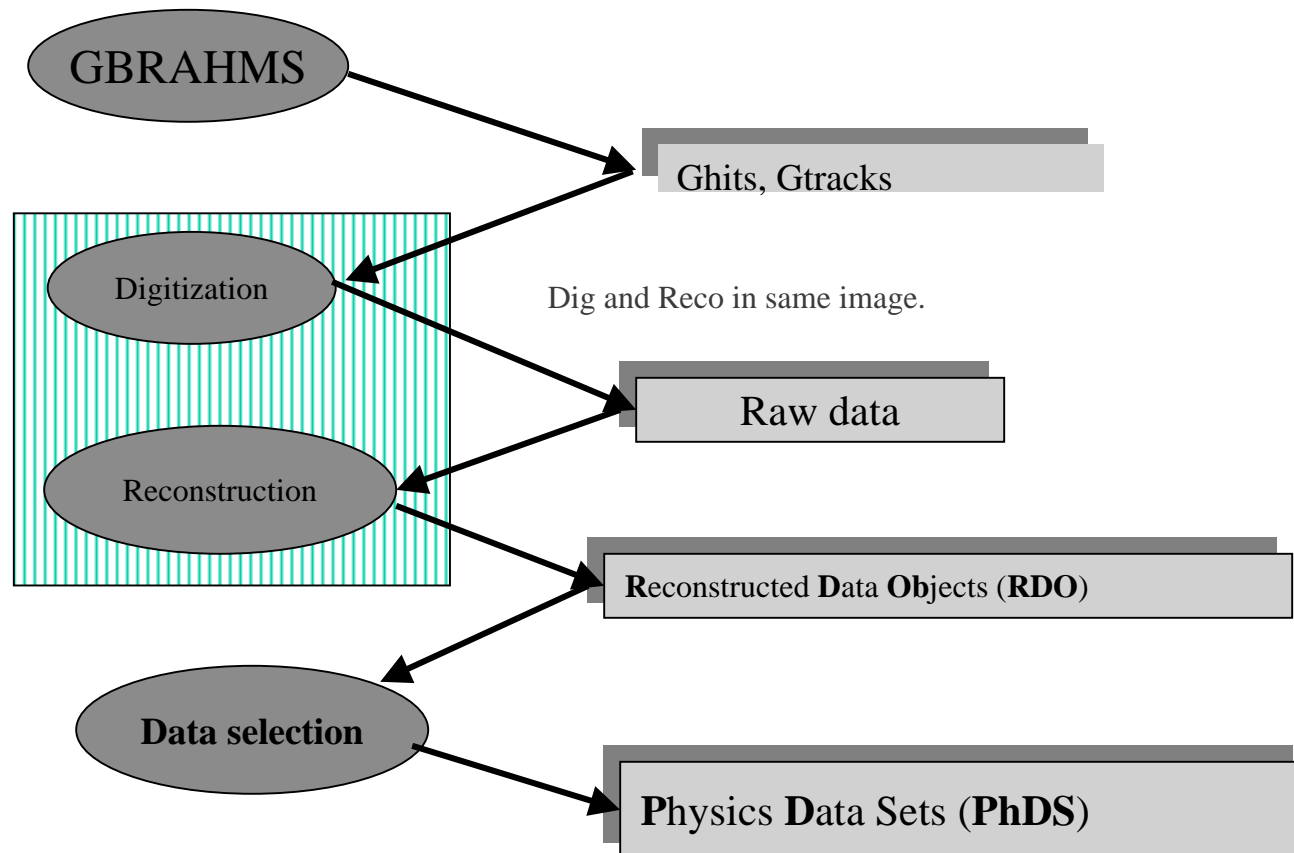 GBRAHMS
Ghits, Gtracks
Digitization
Dig and Reco in same image.
Raw data
Reconstruction
Reconstructed Data Objects (RDO)
Data selection
Physics Data Sets (PhDS)